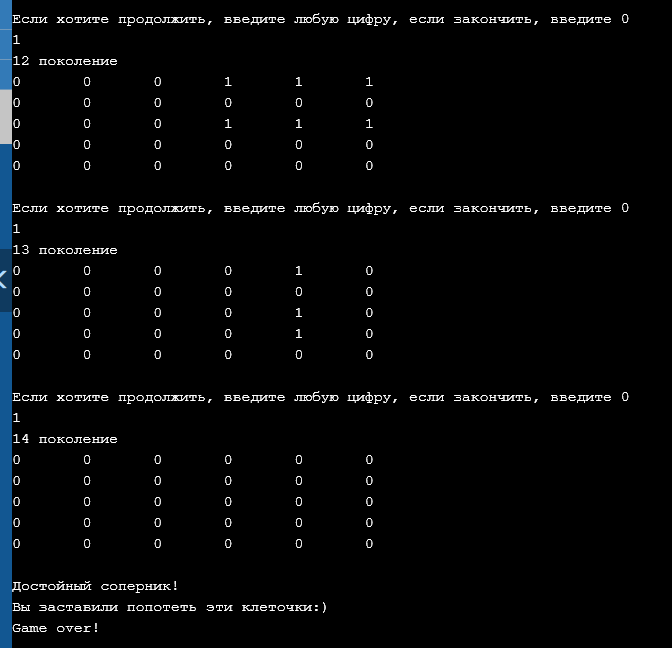 Если хотите продолжить, введите любую цифру, если закончить, введите 0
1
12 поколение
0 0 0 1 1 1
0 0 0 0 0 0
0 0 0 1 1 1
0 0 0 0 0 0
0 0 0 0 0 0
Если хотите продолжить, введите любую цифру, если закончить, введите 0
1
13 поколение
0 0 0 0 1 0
0 0 0 0 0 0
0 0 0 0 1 0
0 0 0 0 1 0
0 0 0 0 0 0
Если хотите продолжить, введите любую цифру, если закончить, введите 0
1
14 поколение
0 0 0 0 0 0
0 0 0 0 0 0
0 0 0 0 0 0
0 0 0 0 0 0
0 0 0 0 0 0
Достойный соперник!
Вы заставили попотеть эти клеточки:)
Game over!